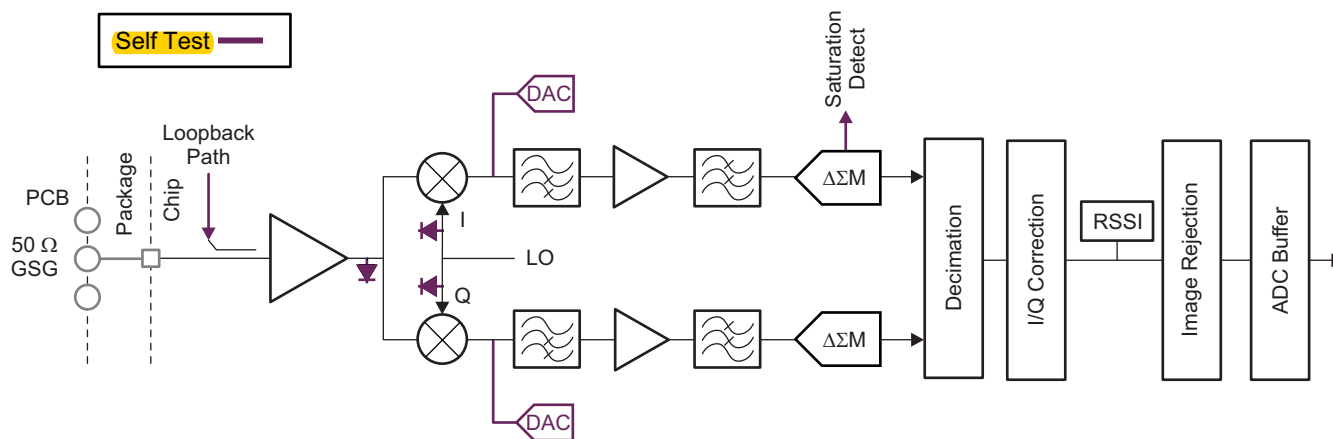 Self Test
DAC
Saturation
Detect
Loopback
Path
PCB
Package
Chip
50 Ω
GSG
I
LO
Q
ΔΣM
ΔΣM
DAC
Decimation
I/Q Correction
RSSI
Image Rejection
ADC Buffer